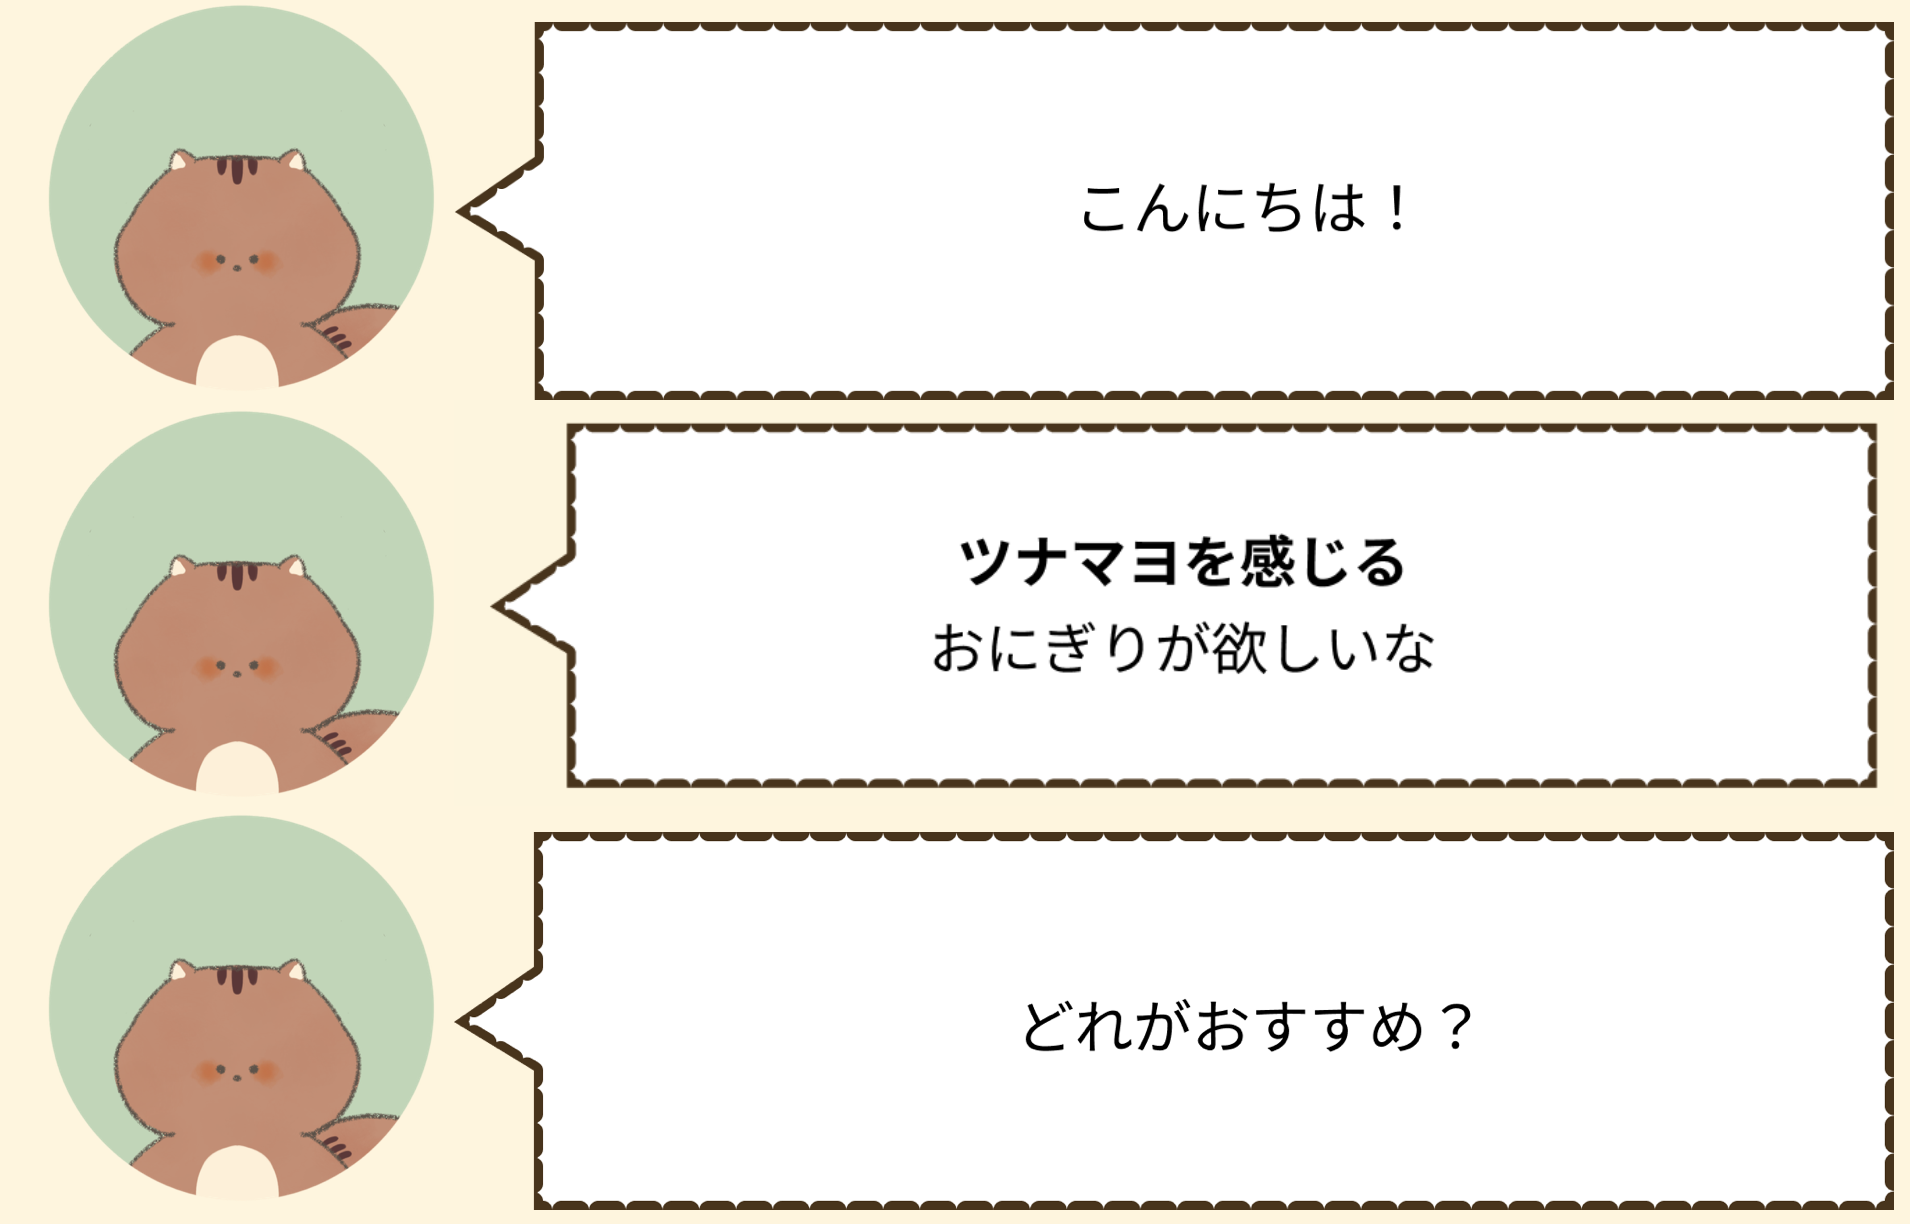 こんにちは！
ツナマヨを感じる
おにぎりが欲しいな
どれがおすすめ？